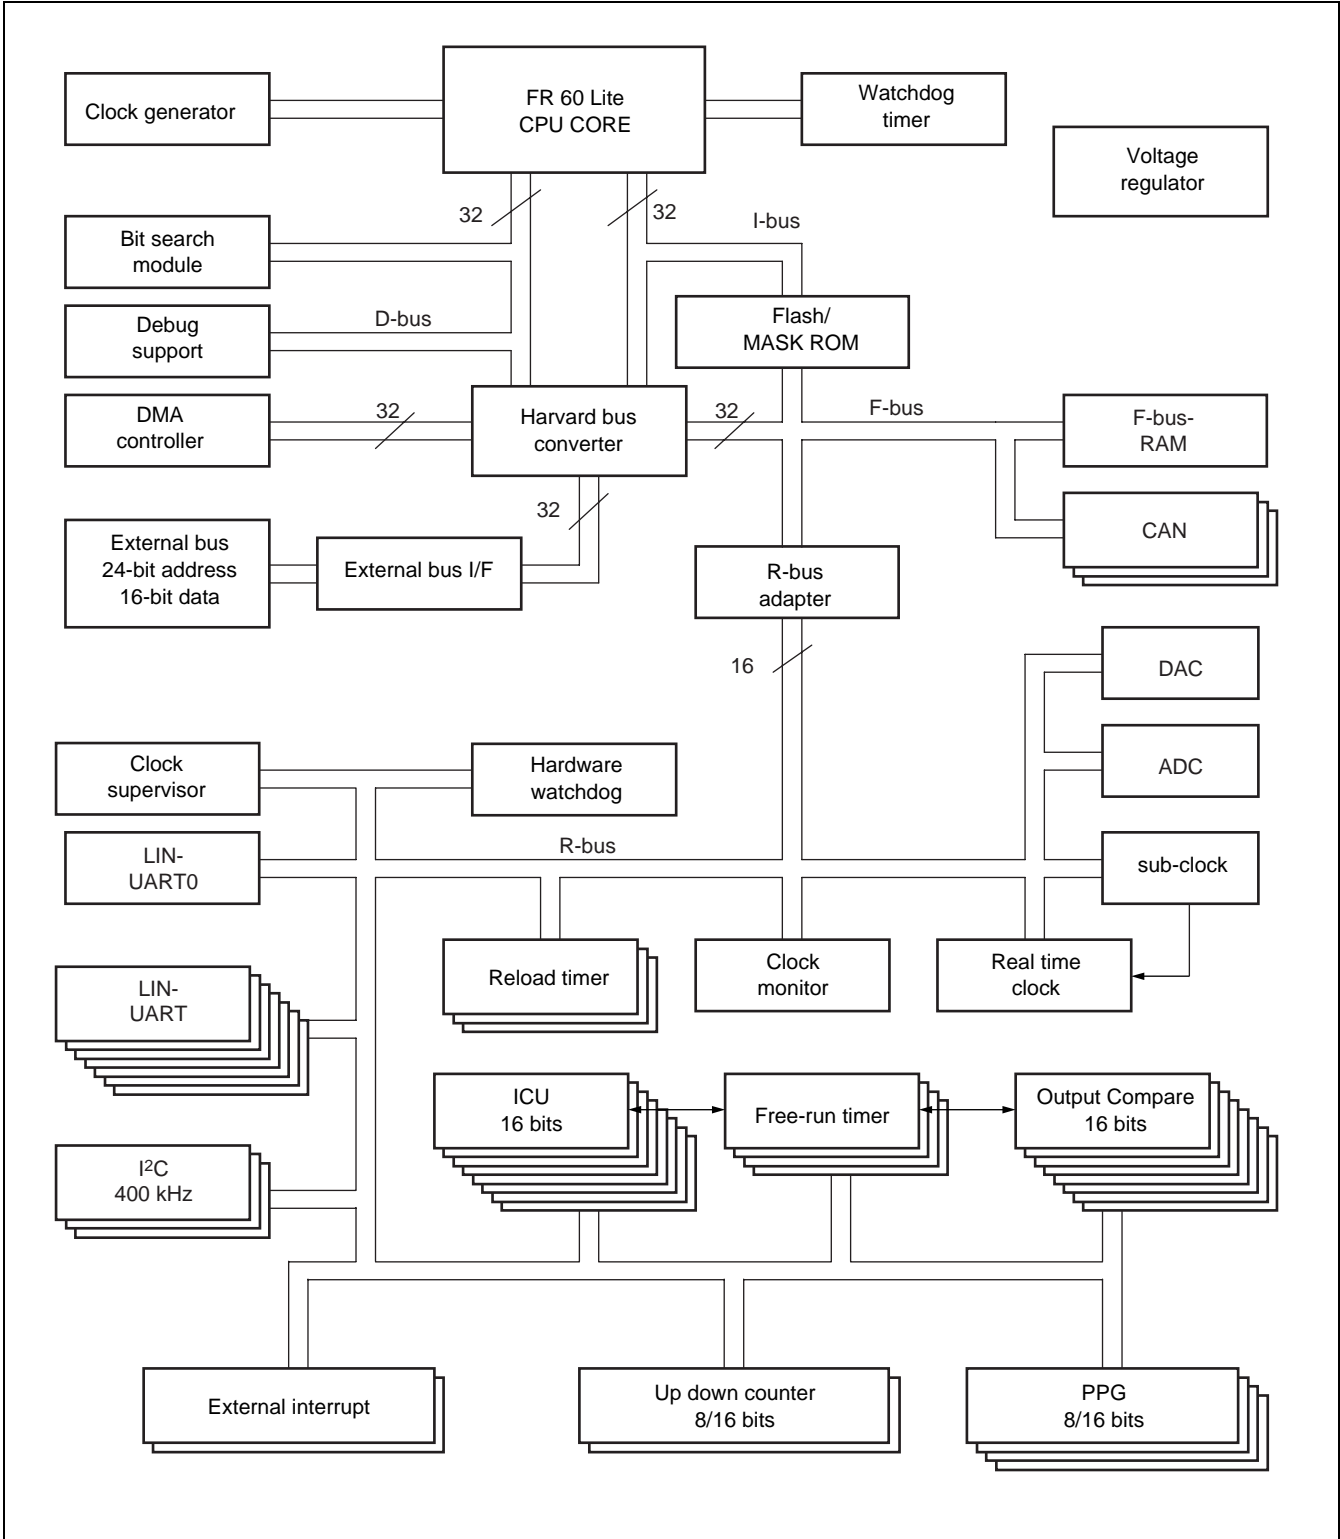 FR 60 Lite
CPU CORE
Clock generator
Watchdog
timer
Voltage
regulator
32
32
I-bus
Bit search
module
Debug
support
D-bus
Flash/
MASK ROM
DMA
controller
32
Harvard bus
converter
32
F-bus
F-bus-
RAM
32
CAN
External bus
24-bit address
16-bit data
External bus I/F
R-bus
adapter
16
DAC
Clock
supervisor
Hardware
watchdog
ADC
LIN-
UART0
R-bus
sub-clock
LIN-
UART
Reload timer
Clock
monitor
Real time
clock
ICU
16 bits
Free-run timer
Output Compare
16 bits
I²C
400 kHz
External interrupt
Up down counter
8/16 bits
PPG
8/16 bits